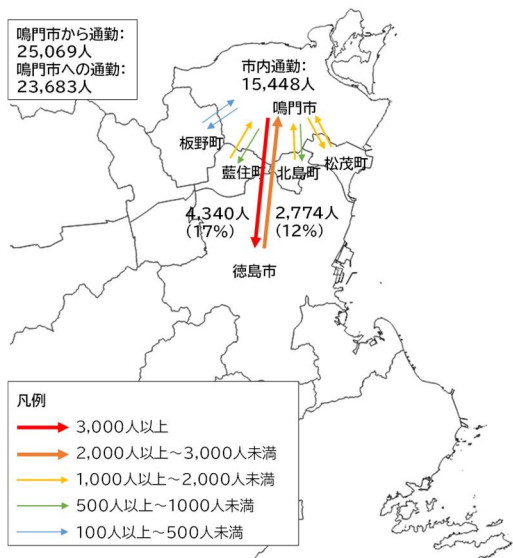 鳴門市から通勤：
25,069人
鳴門市への通勤：
23,683人
市内通勤：
15,448人
鳴門市
板野町
藍住町
北島町
松茂町
4,340人
(17%)
2,774人
(12%)
徳島市
凡例
3,000人以上
2,000人以上～3,000人未満
1,000人以上～2,000人未満
500人以上～1000人未満
100人以上～500人未満